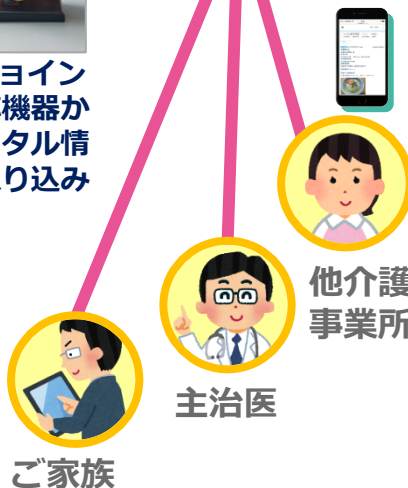 ョイン
機器か
タル情
り込み
他介護
事業所
主治医
ご家族